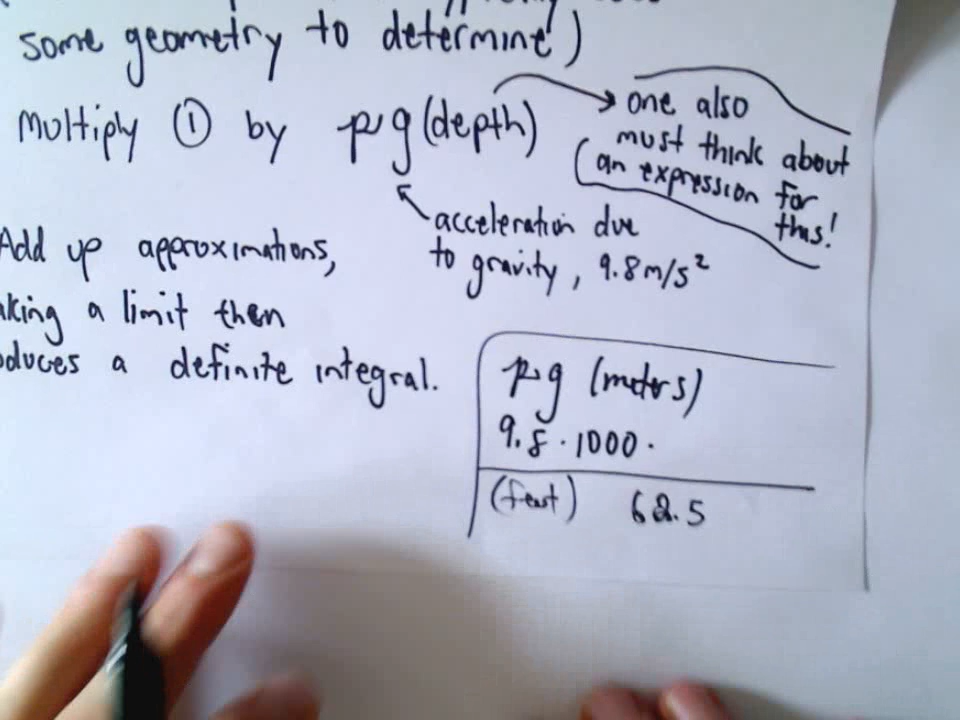 some geometry to determine)
Multiply ① by ρg(depth)
one also
must think about
an expression for
this!
acceleration due
to gravity, 9.8m/s²
Add up approximations,
aking a limit then
oduces a definite integral.
ρg (meters)
9.8 · 1000 ·
(feet) 62.5